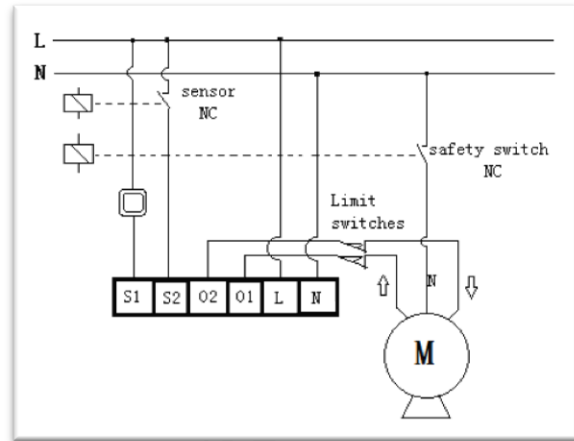 L
N
sensor
NC
safety switch
NC
Limit
switches
S1 S2 O2 O1 L N
N
M